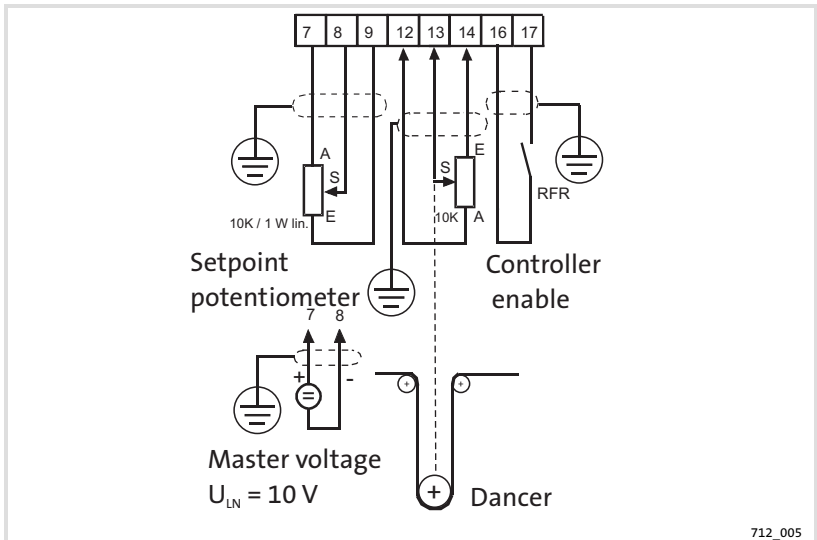 7 8 9 12 13 14 16 17
A
S
E
10K / 1 W lin.
E
S
10K
A
RFR
Setpoint
potentiometer
Controller
enable
7 8
+ -
=
+ +
Master voltage
U_LN = 10 V
+
Dancer
712_005